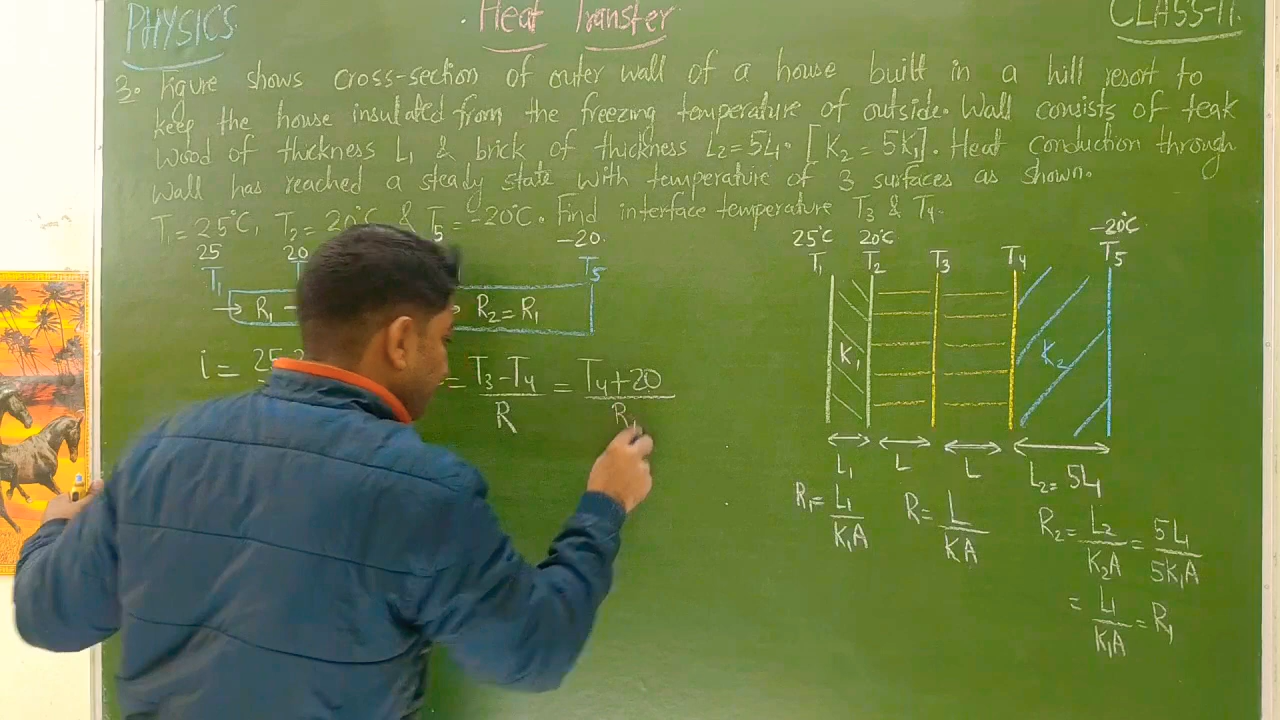 PHYSICS
Heat Transfer
CLASS-11.
3. Figure shows cross-section of outer wall of a house built in a hill resort to
keep the house insulated from the freezing temperature of outside. Wall consists of teak
wood of thickness L₁ & brick of thickness L₂=5L₁. [K₂ = 5K₁]. Heat conduction through
wall has reached a steady state with temperature of 3 surfaces as shown.
T₁=25°C, T₂=20°C & T₅=-20°C. Find interface temperature T₃ & T₄.
25 20 -20.
T₁ T₅
→ R₁ R₂=R₁
i = = T₃-T₄/R = T₄+20/R₁
25°C 20°C -20°C
T₁ T₂ T₃ T₄ T₅
K₁ K₂
L₁ L L L₂=5L₁
R₁=L₁/K₁A R=L/KA R₂=L₂/K₂A=5L₁/5K₁A
=L₁/K₁A=R₁